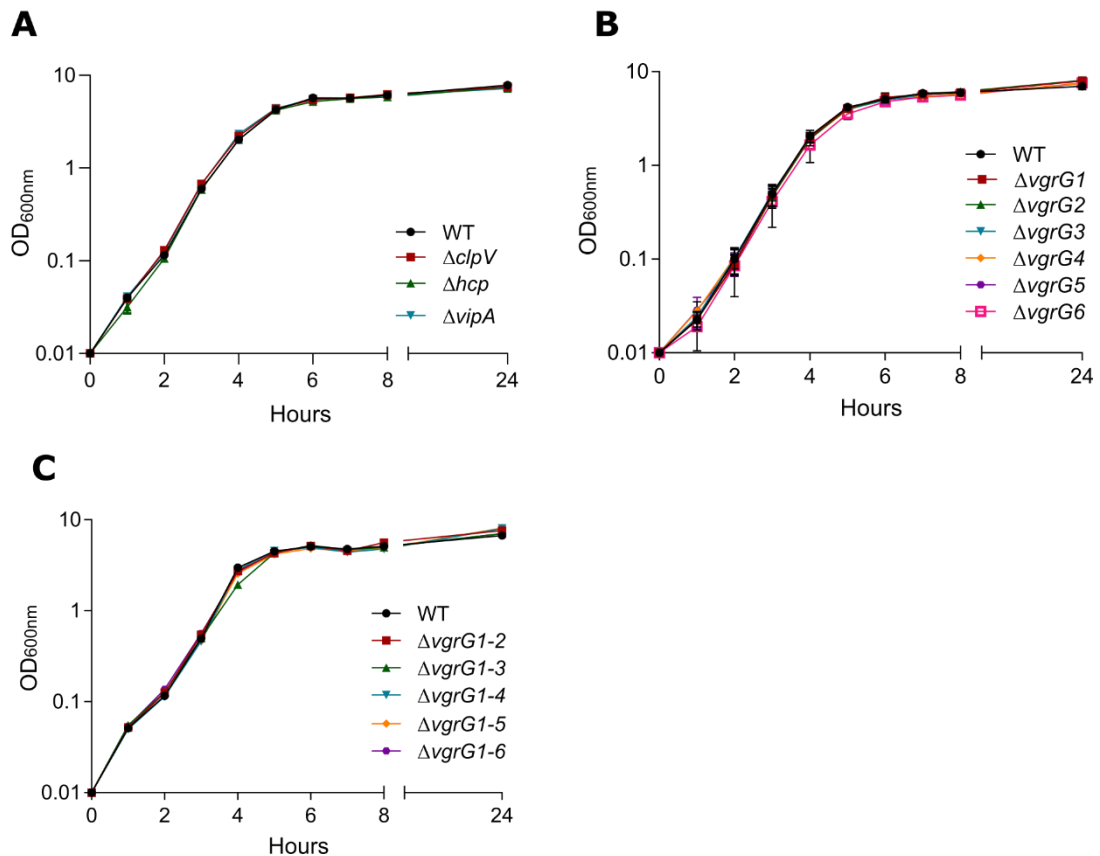 A
10
1
0.1
0.01
OD600nm
0 2 4 6 8 24
Hours
WT
ΔclpV
Δhcp
ΔvipA
B
10
1
0.1
0.01
OD600nm
0 2 4 6 8 24
Hours
WT
ΔvgrG1
ΔvgrG2
ΔvgrG3
ΔvgrG4
ΔvgrG5
ΔvgrG6
C
10
1
0.1
0.01
OD600nm
0 2 4 6 8 24
Hours
WT
ΔvgrG1-2
ΔvgrG1-3
ΔvgrG1-4
ΔvgrG1-5
ΔvgrG1-6